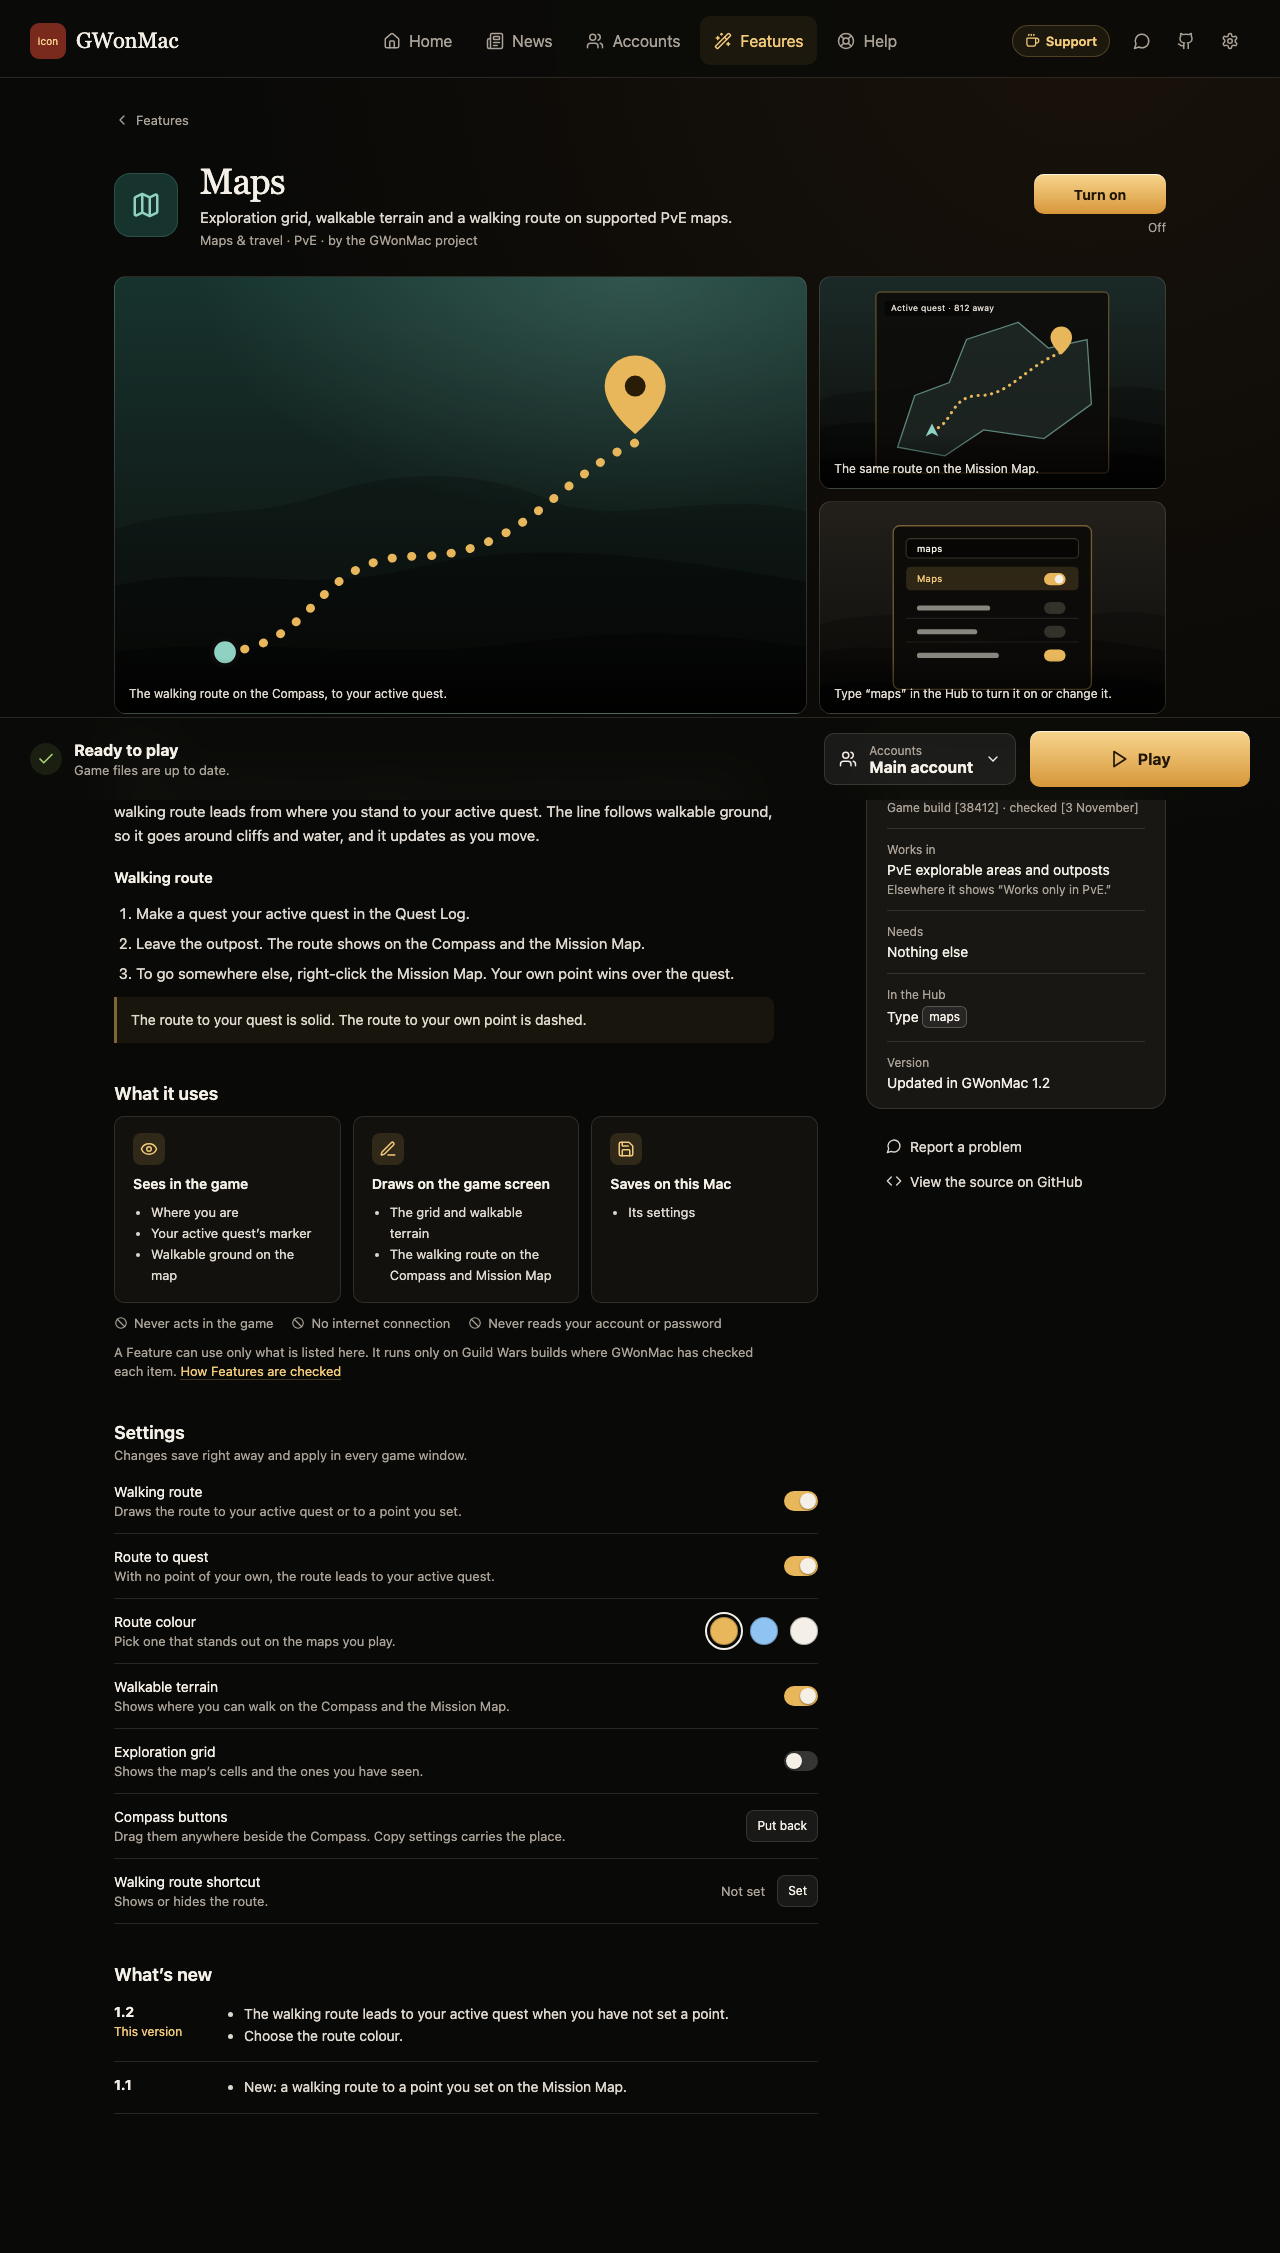 icon
GWonMac
Home
News
Accounts
Features
Help
Support
Features
Maps
Exploration grid, walkable terrain and a walking route on supported PvE maps.
Maps & travel · PvE · by the GWonMac project
Turn on
Off
The walking route on the Compass, to your active quest.
Active quest · 812 away
The same route on the Mission Map.
maps
Maps
Type “maps” in the Hub to turn it on or change it.
Ready to play
Game files are up to date.
Accounts
Main account
Play
walking route leads from where you stand to your active quest. The line follows walkable ground,
so it goes around cliffs and water, and it updates as you move.
Walking route
1. Make a quest your active quest in the Quest Log.
2. Leave the outpost. The route shows on the Compass and the Mission Map.
3. To go somewhere else, right-click the Mission Map. Your own point wins over the quest.
The route to your quest is solid. The route to your own point is dashed.
Game build [38412] · checked [3 November]
Works in
PvE explorable areas and outposts
Elsewhere it shows “Works only in PvE.”
Needs
Nothing else
In the Hub
Type maps
Version
Updated in GWonMac 1.2
Report a problem
View the source on GitHub
What it uses
Sees in the game
• Where you are
• Your active quest’s marker
• Walkable ground on the
map
Draws on the game screen
• The grid and walkable
terrain
• The walking route on the
Compass and Mission Map
Saves on this Mac
• Its settings
Never acts in the game
No internet connection
Never reads your account or password
A Feature can use only what is listed here. It runs only on Guild Wars builds where GWonMac has checked
each item. How Features are checked
Settings
Changes save right away and apply in every game window.
Walking route
Draws the route to your active quest or to a point you set.
Route to quest
With no point of your own, the route leads to your active quest.
Route colour
Pick one that stands out on the maps you play.
Walkable terrain
Shows where you can walk on the Compass and the Mission Map.
Exploration grid
Shows the map’s cells and the ones you have seen.
Compass buttons
Drag them anywhere beside the Compass. Copy settings carries the place.
Put back
Walking route shortcut
Shows or hides the route.
Not set
Set
What’s new
1.2
This version
• The walking route leads to your active quest when you have not set a point.
• Choose the route colour.
1.1
• New: a walking route to a point you set on the Mission Map.